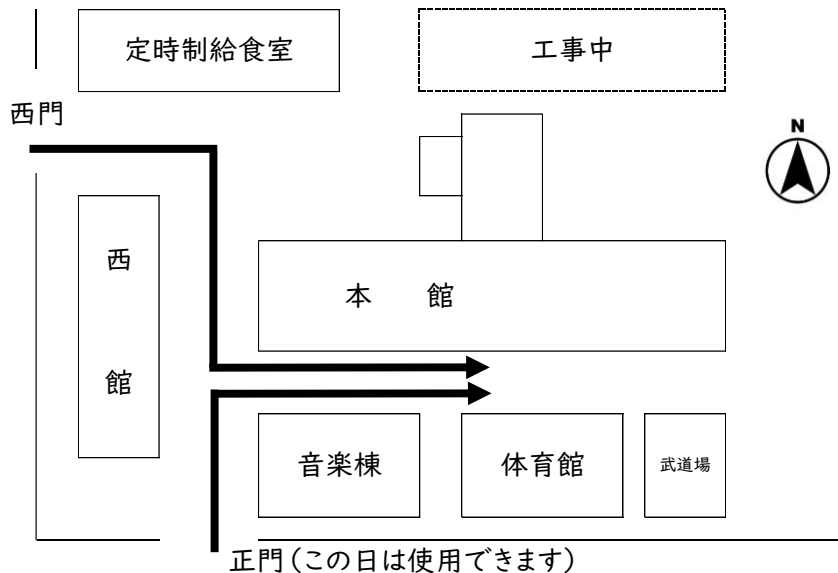 定時制給食室
工事中
西門
N
西館
本館
音楽棟
体育館
武道場
正門(この日は使用できます)